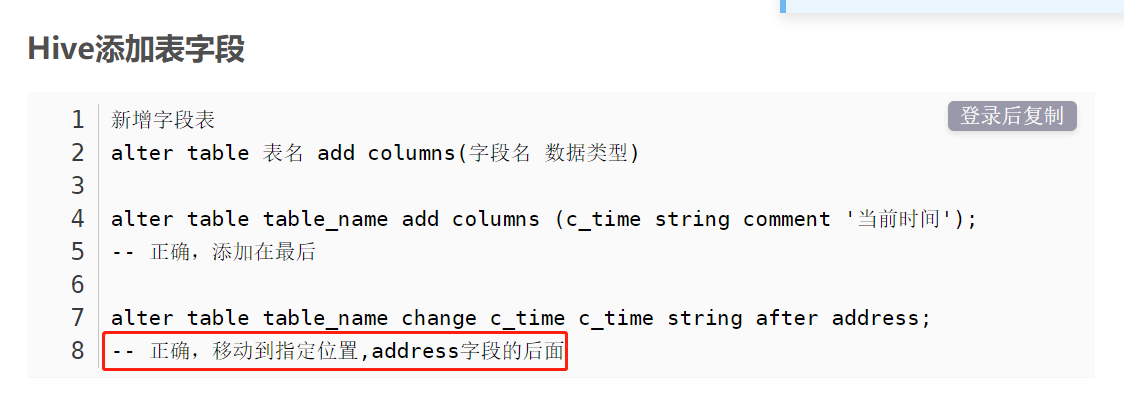 Hive添加表字段
登录后复制
1 新增字段表
2 alter table 表名 add columns(字段名 数据类型)
3
4 alter table table_name add columns (c_time string comment '当前时间');
5 -- 正确，添加在最后
6
7 alter table table_name change c_time c_time string after address;
8 -- 正确，移动到指定位置,address字段的后面